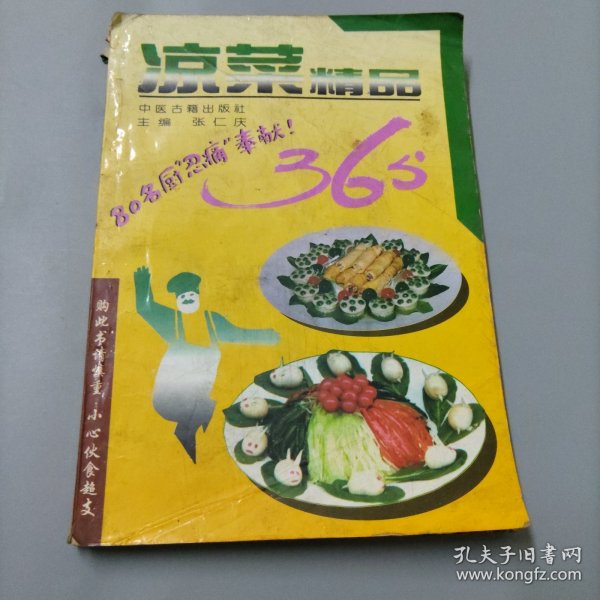 凉菜精品
中医古籍出版社
主编 张仁庆
80名厨“忍痛”奉献!
365
购此书请慎重 小心伙食超支
孔夫子旧书网
www.kongfz.com